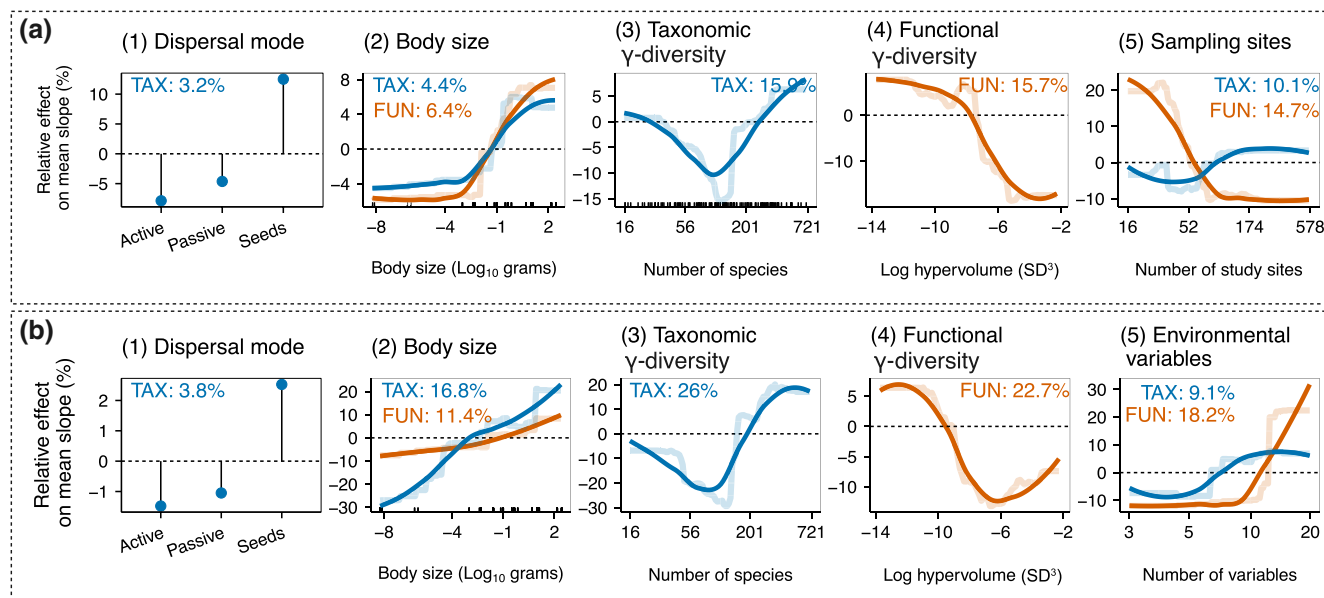 (a)
Relative effect
on mean slope (%)
(1) Dispersal mode
TAX: 3.2%
10
5
0
−5
Active
Passive
Seeds
(2) Body size
TAX: 4.4%
FUN: 6.4%
8
4
0
−4
−8
−4
−1
2
Body size (Log₁₀ grams)
(3) Taxonomic
γ-diversity
TAX: 15.9%
5
0
−5
−10
−15
16
56
201
721
Number of species
(4) Functional
γ-diversity
FUN: 15.7%
0
−10
−14
−10
−6
−2
Log hypervolume (SD³)
(5) Sampling sites
TAX: 10.1%
FUN: 14.7%
20
10
0
−10
16
52
174
578
Number of study sites
(b)
Relative effect
on mean slope (%)
(1) Dispersal mode
TAX: 3.8%
2
1
0
−1
Active
Passive
Seeds
(2) Body size
TAX: 16.8%
FUN: 11.4%
20
10
0
−10
−20
−30
−8
−4
−1
2
Body size (Log₁₀ grams)
(3) Taxonomic
γ-diversity
TAX: 26%
20
10
0
−10
−20
−30
16
56
201
721
Number of species
(4) Functional
γ-diversity
FUN: 22.7%
5
0
−5
−10
−14
−10
−6
−2
Log hypervolume (SD³)
(5) Environmental
variables
TAX: 9.1%
FUN: 18.2%
30
20
10
0
−10
3
5
10
20
Number of variables